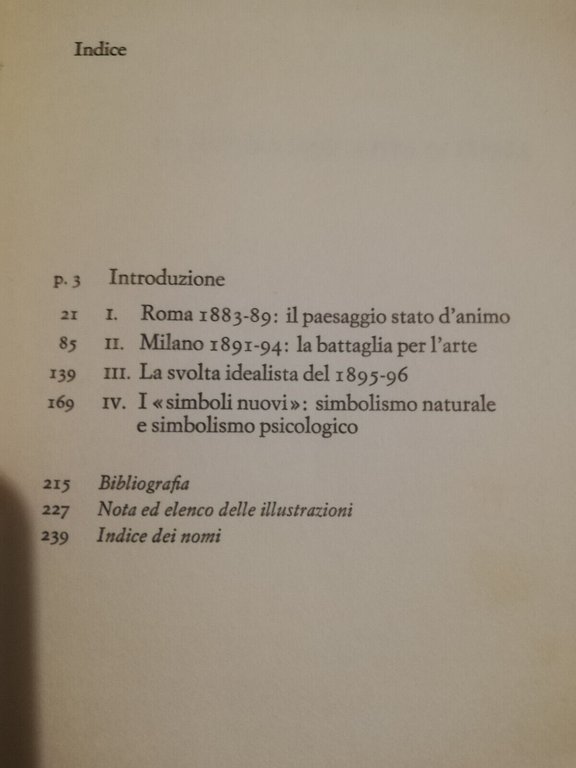 Indice
p. 3 Introduzione
21 I. Roma 1883-89: il paesaggio stato d'animo
85 II. Milano 1891-94: la battaglia per l'arte
139 III. La svolta idealista del 1895-96
169 IV. I «simboli nuovi»: simbolismo naturale
e simbolismo psicologico
215 Bibliografia
227 Nota ed elenco delle illustrazioni
239 Indice dei nomi